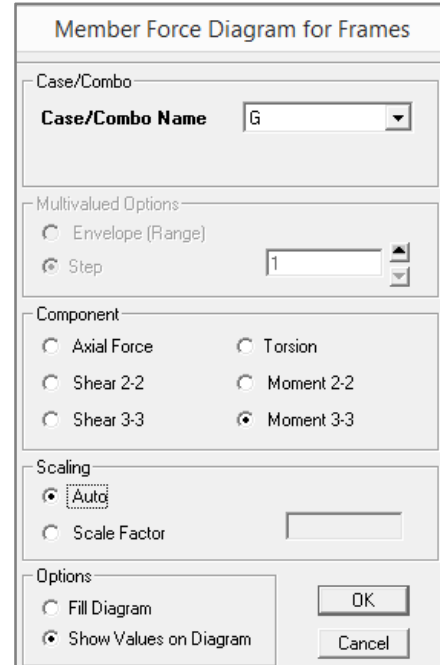 Member Force Diagram for Frames
Case/Combo
Case/Combo Name G
Multivalued Options
Envelope (Range)
Step 1
Component
Axial Force Torsion
Shear 2-2 Moment 2-2
Shear 3-3 Moment 3-3
Scaling
Auto
Scale Factor
Options
Fill Diagram OK
Show Values on Diagram Cancel